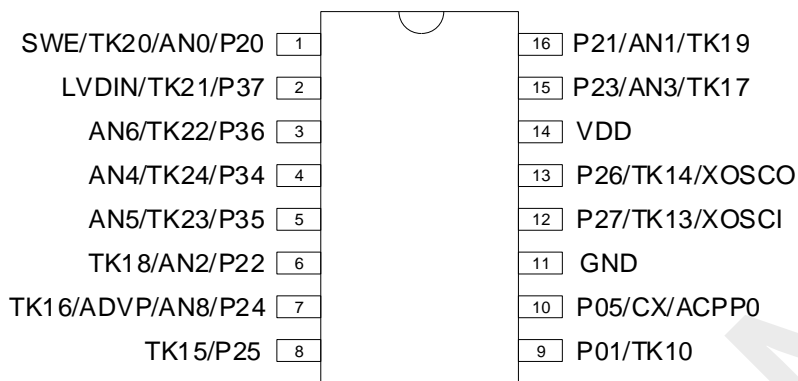 SWE/TK20/AN0/P20 1 16 P21/AN1/TK19
LVDIN/TK21/P37 2 15 P23/AN3/TK17
AN6/TK22/P36 3 14 VDD
AN4/TK24/P34 4 13 P26/TK14/XOSCO
AN5/TK23/P35 5 12 P27/TK13/XOSCI
TK18/AN2/P22 6 11 GND
TK16/ADVP/AN8/P24 7 10 P05/CX/ACPP0
TK15/P25 8 9 P01/TK10